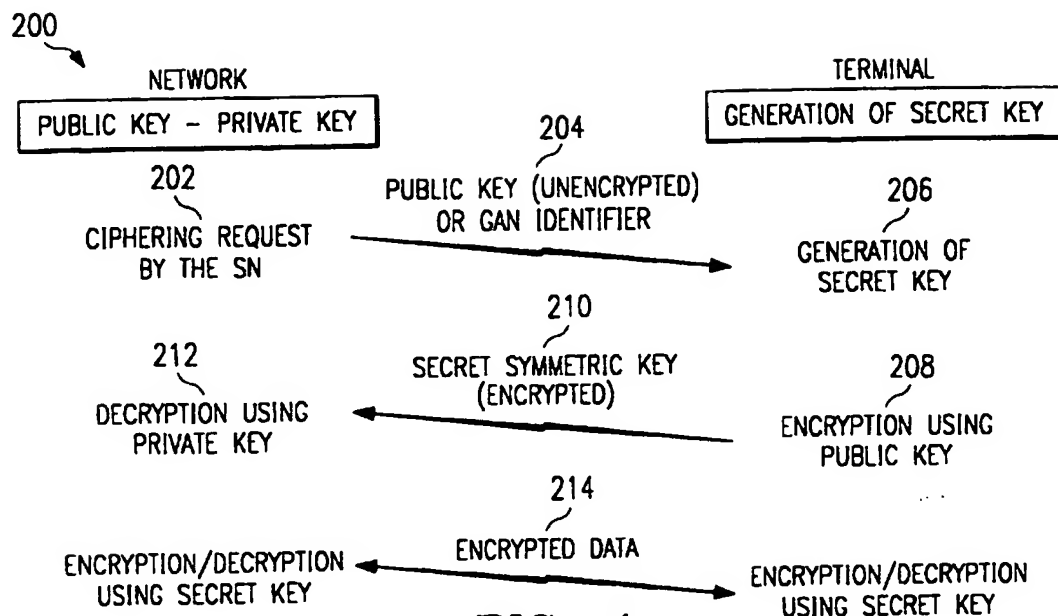 200
NETWORK
TERMINAL
PUBLIC KEY – PRIVATE KEY
GENERATION OF SECRET KEY
202
204
206
CIPHERING REQUEST
BY THE SN
PUBLIC KEY (UNENCRYPTED)
OR GAN IDENTIFIER
GENERATION OF
SECRET KEY
212
210
208
DECRYPTION USING
PRIVATE KEY
SECRET SYMMETRIC KEY
(ENCRYPTED)
ENCRYPTION USING
PUBLIC KEY
214
ENCRYPTION/DECRYPTION
USING SECRET KEY
ENCRYPTED DATA
ENCRYPTION/DECRYPTION
USING SECRET KEY